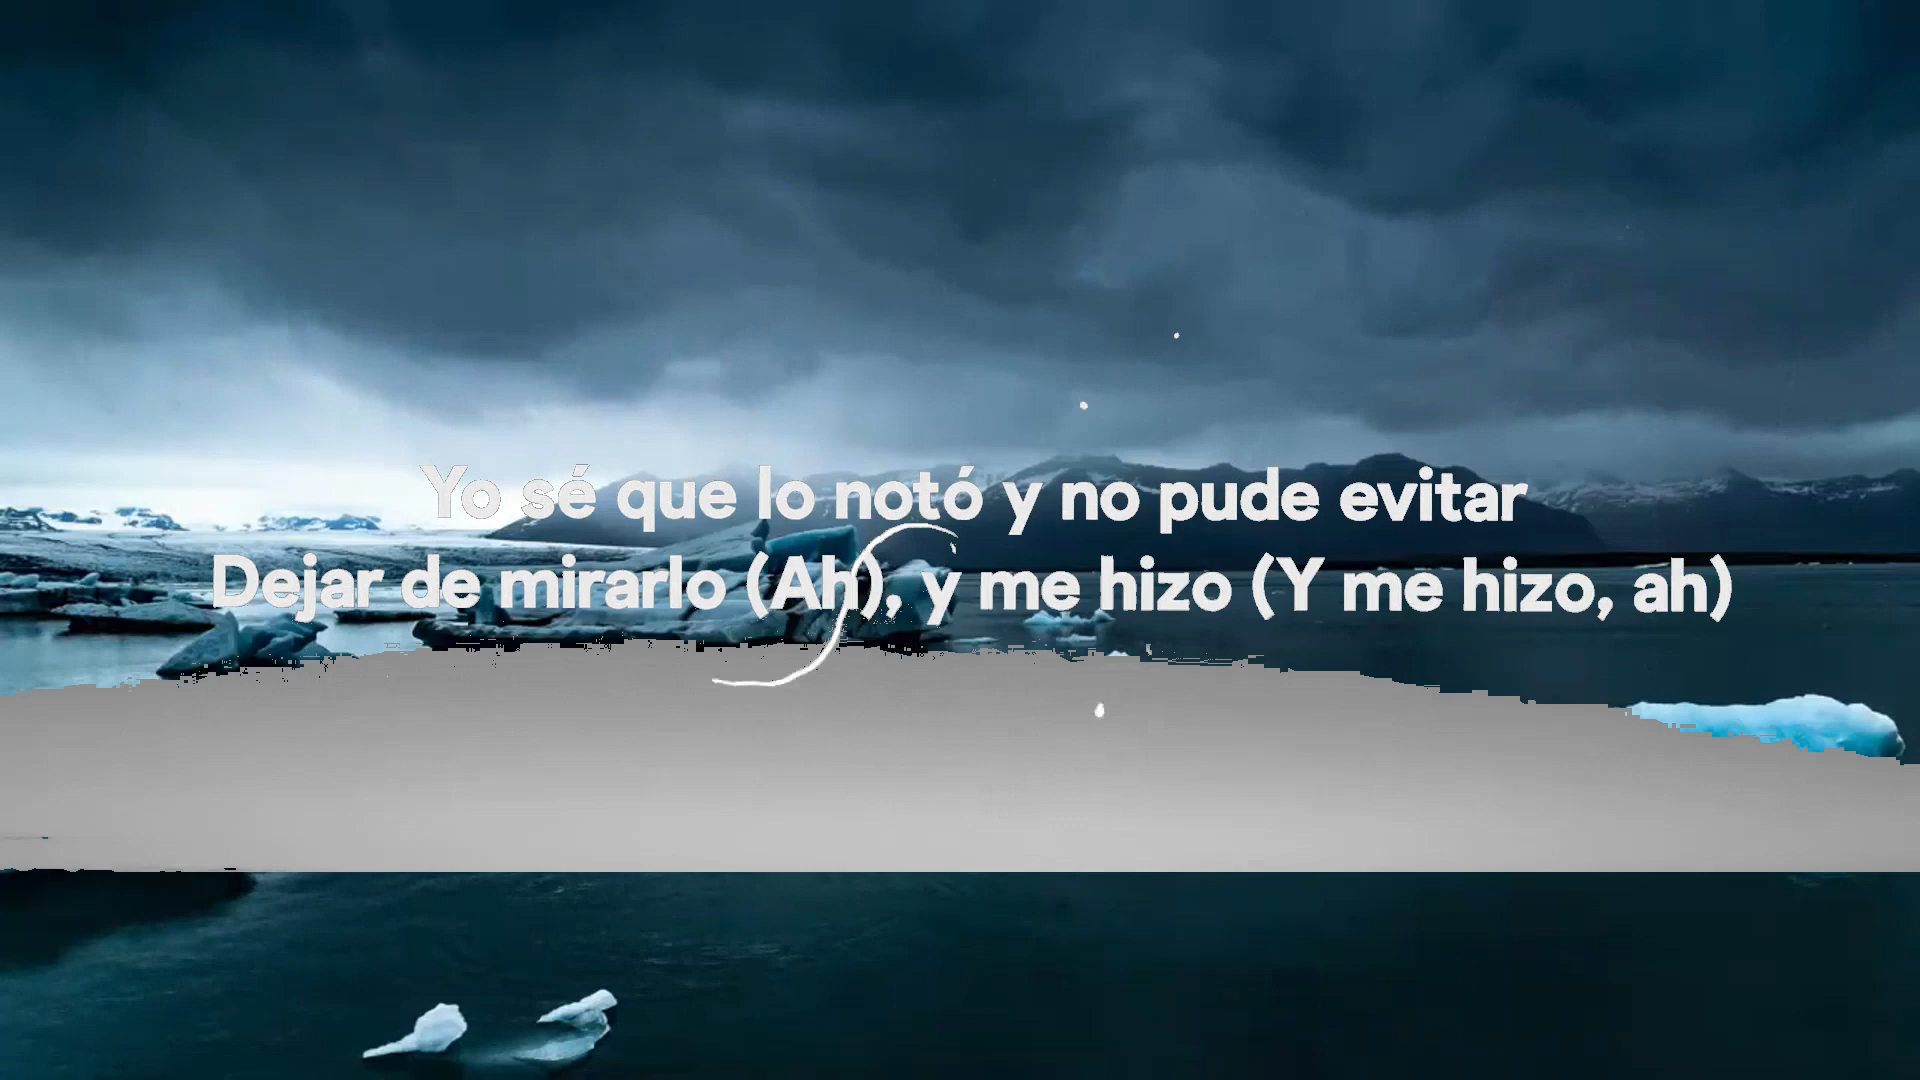 Yo sé que lo notó y no pude evitar
Dejar de mirarlo (Ah), y me hizo (Y me hizo, ah)